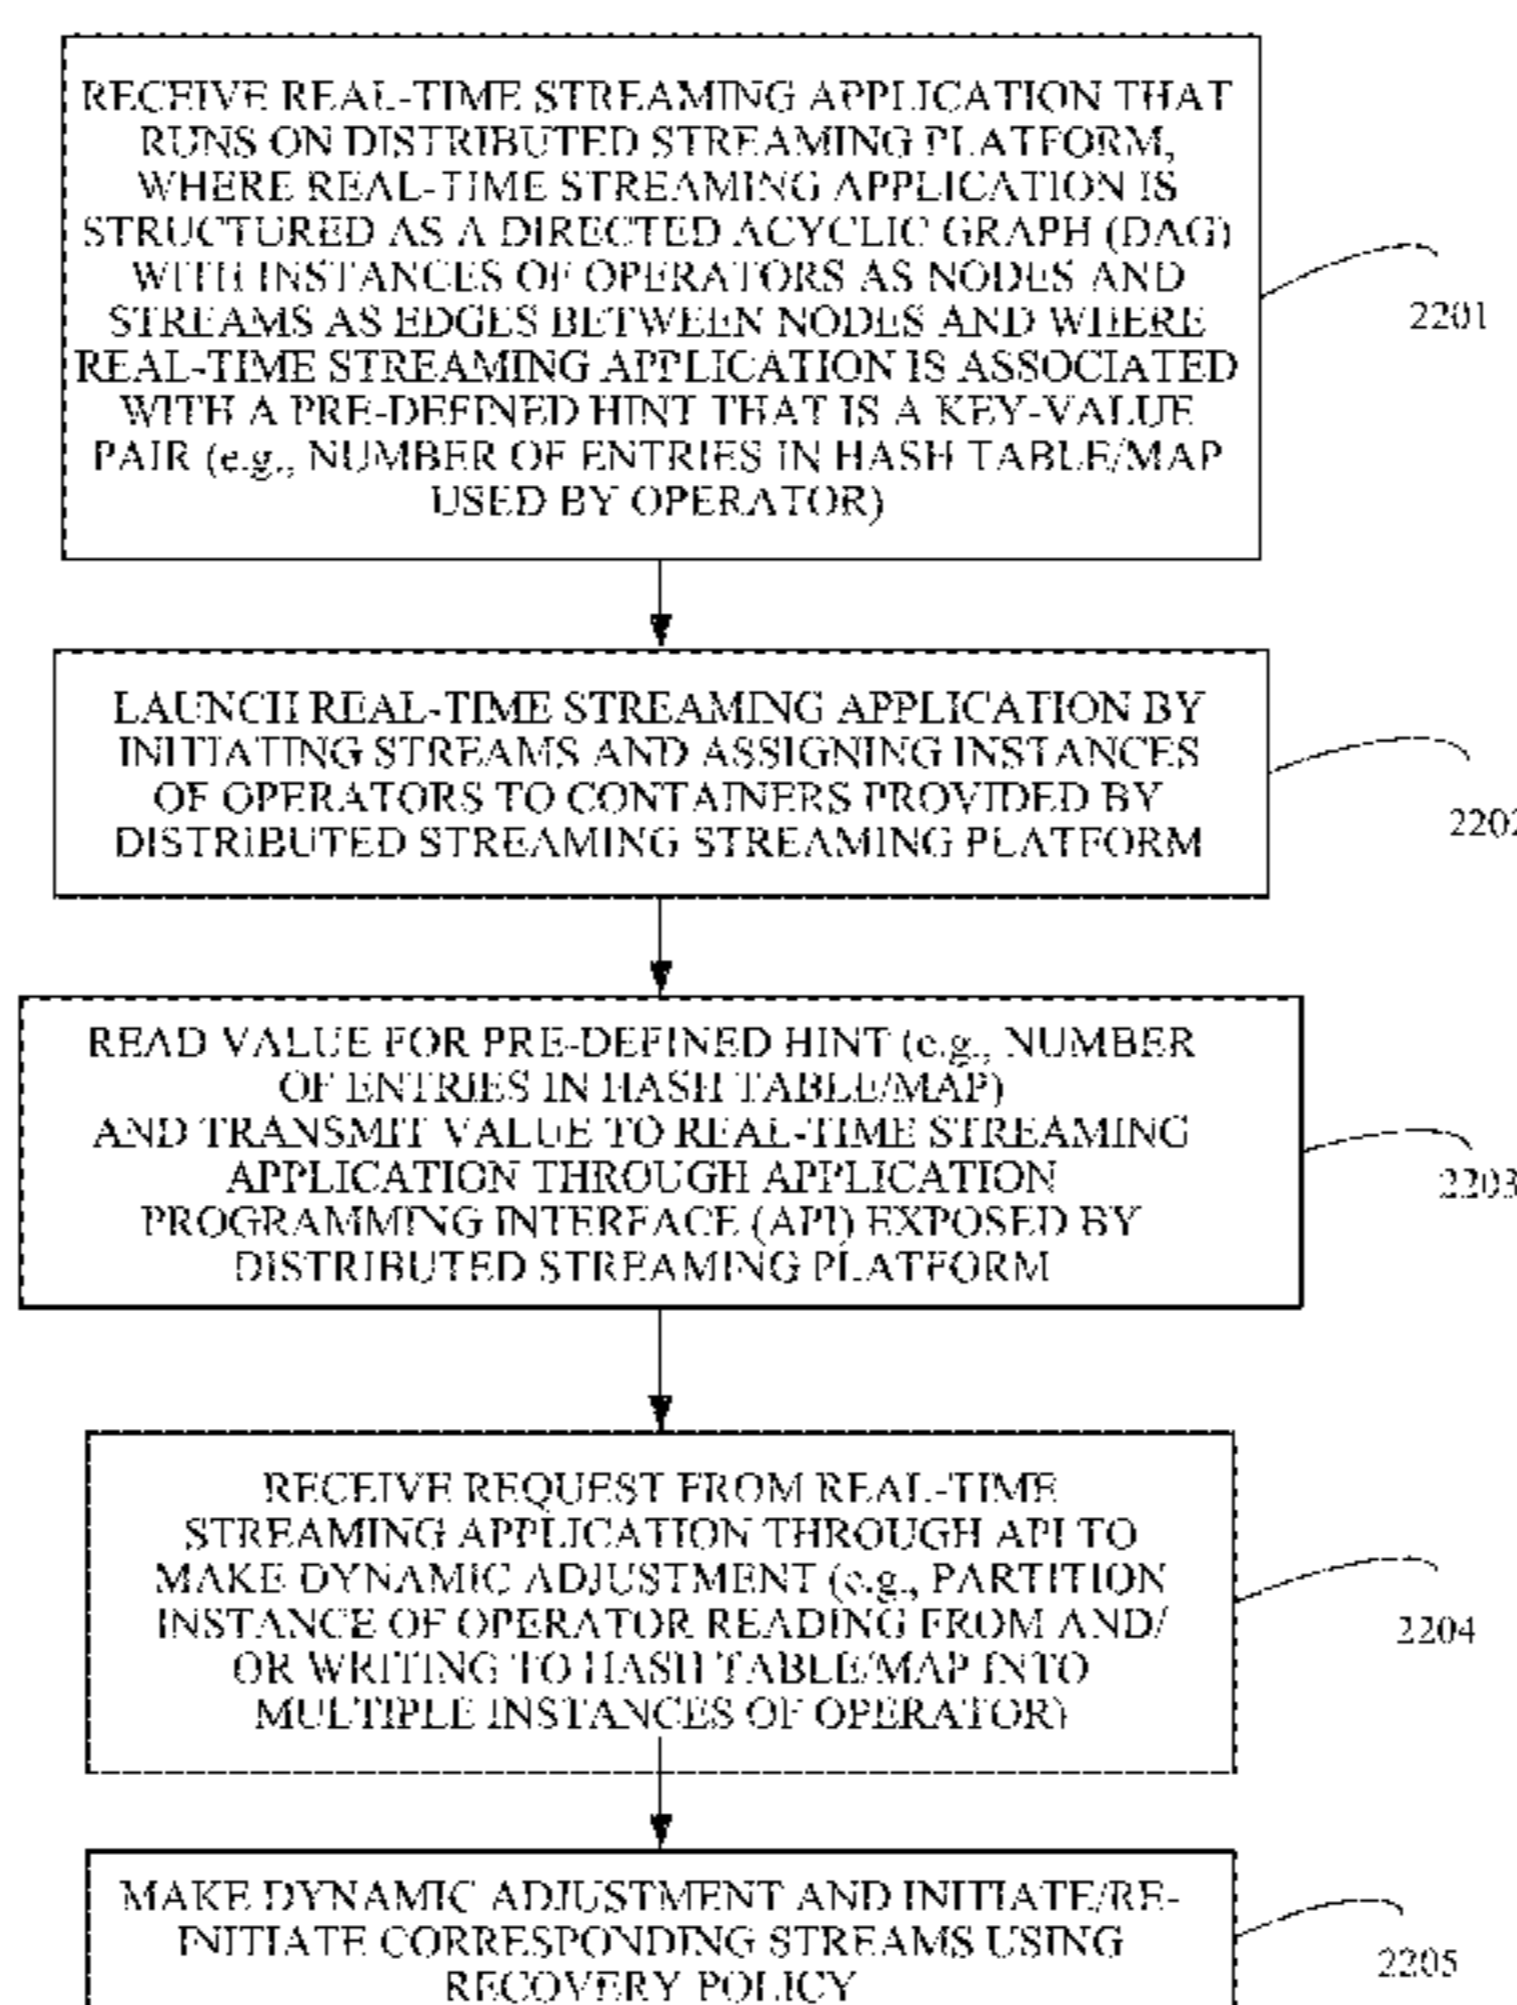 RECEIVE REAL-TIME STREAMING APPLICATION THAT
RUNS ON DISTRIBUTED STREAMING PLATFORM,
WHERE REAL-TIME STREAMING APPLICATION IS
STRUCTURED AS A DIRECTED ACYCLIC GRAPH (DAG)
WITH INSTANCES OF OPERATORS AS NODES AND
STREAMS AS EDGES BETWEEN NODES AND WHERE
REAL-TIME STREAMING APPLICATION IS ASSOCIATED
WITH A PRE-DEFINED HINT THAT IS A KEY-VALUE
PAIR (e.g., NUMBER OF ENTRIES IN HASH TABLE/MAP
USED BY OPERATOR)
2201
LAUNCH REAL-TIME STREAMING APPLICATION BY
INITIATING STREAMS AND ASSIGNING INSTANCES
OF OPERATORS TO CONTAINERS PROVIDED BY
DISTRIBUTED STREAMING STREAMING PLATFORM
2202
READ VALUE FOR PRE-DEFINED HINT (e.g., NUMBER
OF ENTRIES IN HASH TABLE/MAP)
AND TRANSMIT VALUE TO REAL-TIME STREAMING
APPLICATION THROUGH APPLICATION
PROGRAMMING INTERFACE (API) EXPOSED BY
DISTRIBUTED STREAMING PLATFORM
2203
RECEIVE REQUEST FROM REAL-TIME
STREAMING APPLICATION THROUGH API TO
MAKE DYNAMIC ADJUSTMENT (e.g., PARTITION
INSTANCE OF OPERATOR READING FROM AND/
OR WRITING TO HASH TABLE/MAP INTO
MULTIPLE INSTANCES OF OPERATOR)
2204
MAKE DYNAMIC ADJUSTMENT AND INITIATE/RE-
INITIATE CORRESPONDING STREAMS USING
RECOVERY POLICY
2205